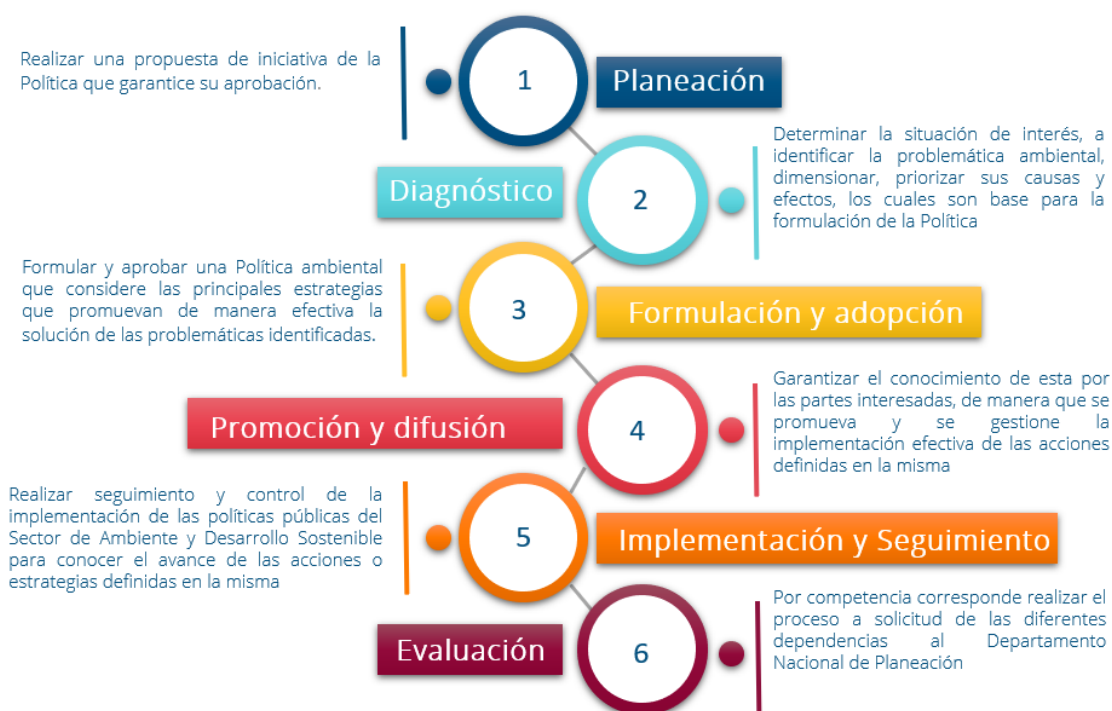 Realizar una propuesta de iniciativa de la
Política que garantice su aprobación.
1
Planeación
Diagnóstico
2
Determinar la situación de interés, a
identificar la problemática ambiental,
dimensionar, priorizar sus causas y
efectos, los cuales son base para la
formulación de la Política
Formular y aprobar una Política ambiental
que considere las principales estrategias
que promuevan de manera efectiva la
solución de las problemáticas identificadas.
3
Formulación y adopción
Promoción y difusión
4
Garantizar el conocimiento de esta por
las partes interesadas, de manera que se
promueva y se gestione la
implementación efectiva de las acciones
definidas en la misma
Realizar seguimiento y control de la
implementación de las políticas públicas del
Sector de Ambiente y Desarrollo Sostenible
para conocer el avance de las acciones o
estrategias definidas en la misma
5
Implementación y Seguimiento
Evaluación
6
Por competencia corresponde realizar el
proceso a solicitud de las diferentes
dependencias al Departamento
Nacional de Planeación